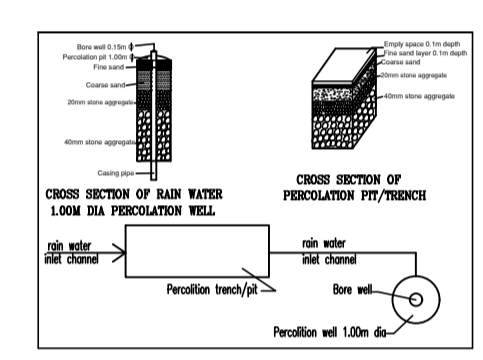 Bore well 0.15m ϕ
Percolation pit 1.00m ϕ
Fine sand
Coarse sand
20mm stone aggregate
40mm stone aggregate
Casing pipe
CROSS SECTION OF RAIN WATER
1.00M DIA PERCOLATION WELL
Empty space 0.1m depth
Fine sand layer 0.1m depth
Coarse sand
20mm stone aggregate
40mm stone aggregate
CROSS SECTION OF
PERCOLATION PIT/TRENCH
rain water
inlet channel
Percolition trench/pit
rain water
inlet channel
Bore well
Percolition well 1.00m dia